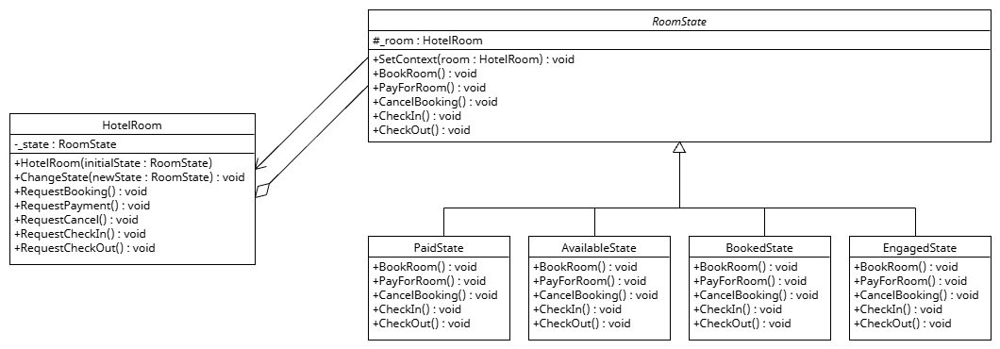 RoomState
#_room : HotelRoom
+SetContext(room : HotelRoom) : void
+BookRoom() : void
+PayForRoom() : void
+CancelBooking() : void
+CheckIn() : void
+CheckOut() : void
HotelRoom
-_state : RoomState
+HotelRoom(initialState : RoomState)
+ChangeState(newState : RoomState) : void
+RequestBooking() : void
+RequestPayment() : void
+RequestCancel() : void
+RequestCheckIn() : void
+RequestCheckOut() : void
PaidState
+BookRoom() : void
+PayForRoom() : void
+CancelBooking() : void
+CheckIn() : void
+CheckOut() : void
AvailableState
+BookRoom() : void
+PayForRoom() : void
+CancelBooking() : void
+CheckIn() : void
+CheckOut() : void
BookedState
+BookRoom() : void
+PayForRoom() : void
+CancelBooking() : void
+CheckIn() : void
+CheckOut() : void
EngagedState
+BookRoom() : void
+PayForRoom() : void
+CancelBooking() : void
+CheckIn() : void
+CheckOut() : void